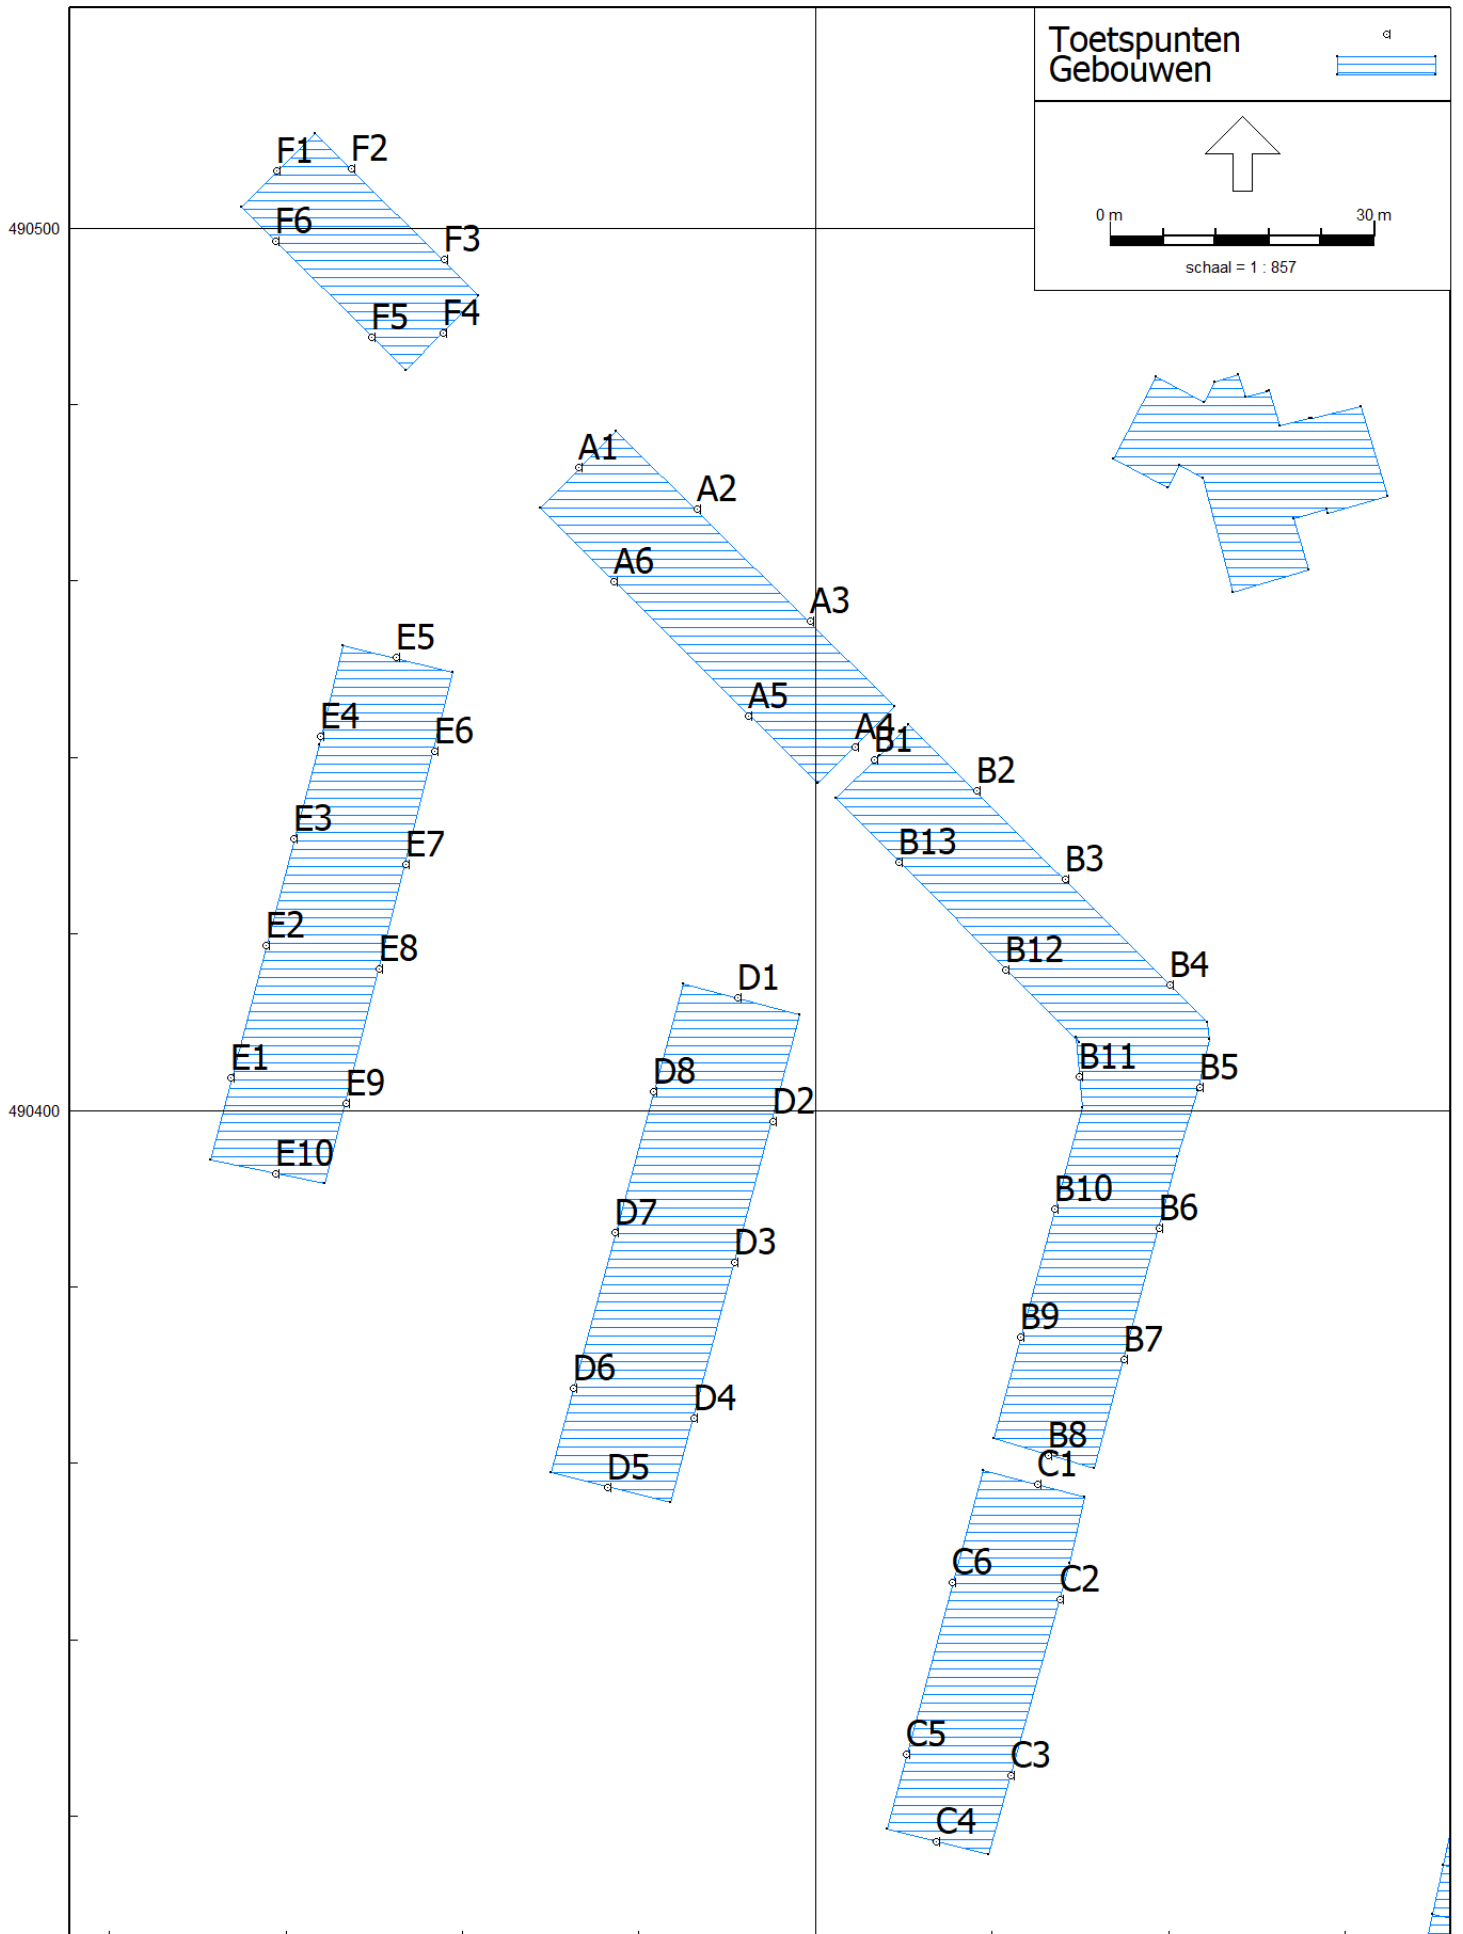 Toetspunten
Gebouwen
0 m 30 m
schaal = 1 : 857
F1
F2
490500
F6
F3
F4
F5
A1
A2
A6
A3
E5
A5
E4
E6
A4
B1
B2
E3
E7
B13
B3
E2
E8
B12
B4
D1
E1
D8
B11
B5
E9
490400
D2
E10
B10
D7
B6
D3
B9
B7
D6
D4
B8
D5
C1
C6
C2
C5
C3
C4